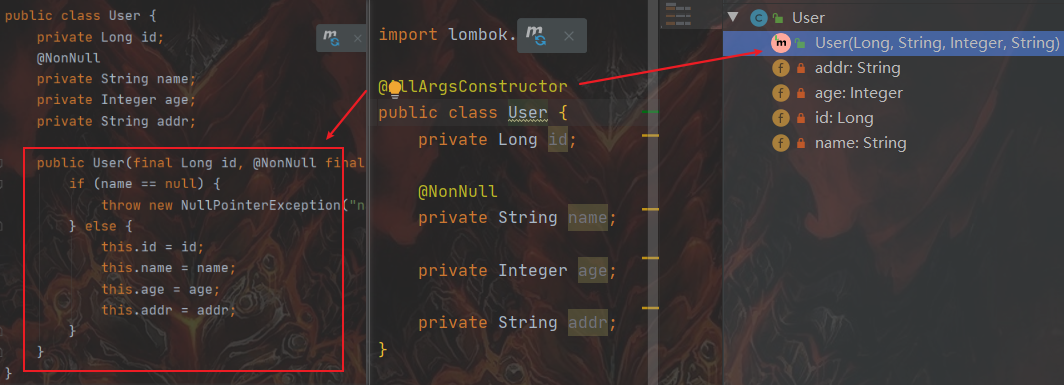 public class User {
private Long id;
@NonNull
private String name;
private Integer age;
private String addr;
public User(final Long id, @NonNull final
if (name == null) {
throw new NullPointerException("n
} else {
this.id = id;
this.name = name;
this.age = age;
this.addr = addr;
}
}
}
import lombok.
@AllArgsConstructor
public class User {
private Long id;
@NonNull
private String name;
private Integer age;
private String addr;
}
User
User(Long, String, Integer, String)
addr: String
age: Integer
id: Long
name: String